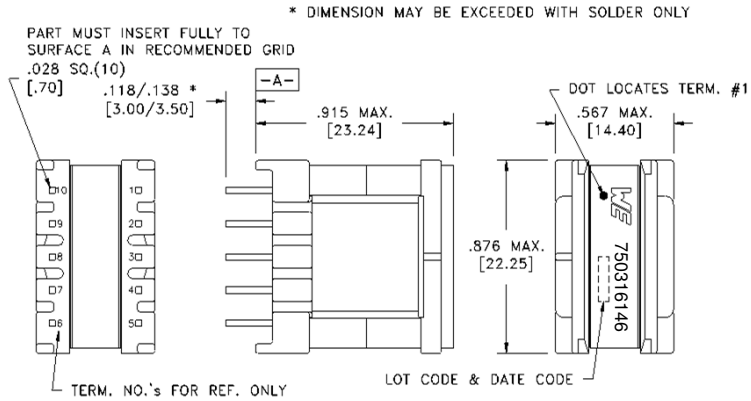 * DIMENSION MAY BE EXCEEDED WITH SOLDER ONLY
PART MUST INSERT FULLY TO
SURFACE A IN RECOMMENDED GRID
.028 SQ.(10)
[.70]
.118/.138 *
[3.00/3.50]
-A-
.915 MAX.
[23.24]
DOT LOCATES TERM. #1
.567 MAX.
[14.40]
10
1
9
2
8
3
7
4
6
5
.876 MAX.
[22.25]
WE
750316146
TERM. NO.'s FOR REF. ONLY
LOT CODE & DATE CODE